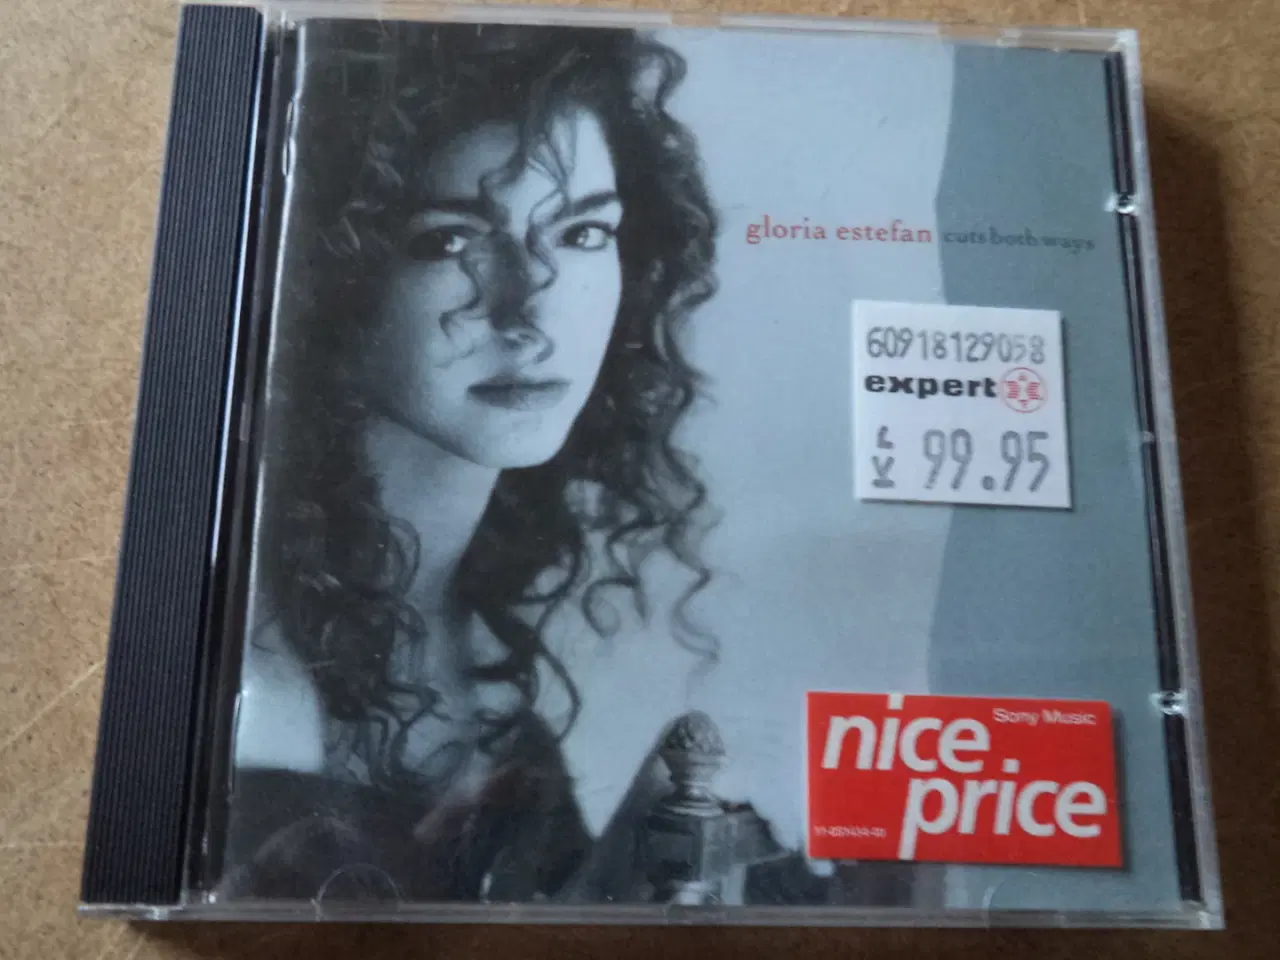 gloria estefan cuts both ways
60918129058
expert
99.95
Sony Music
nice
price